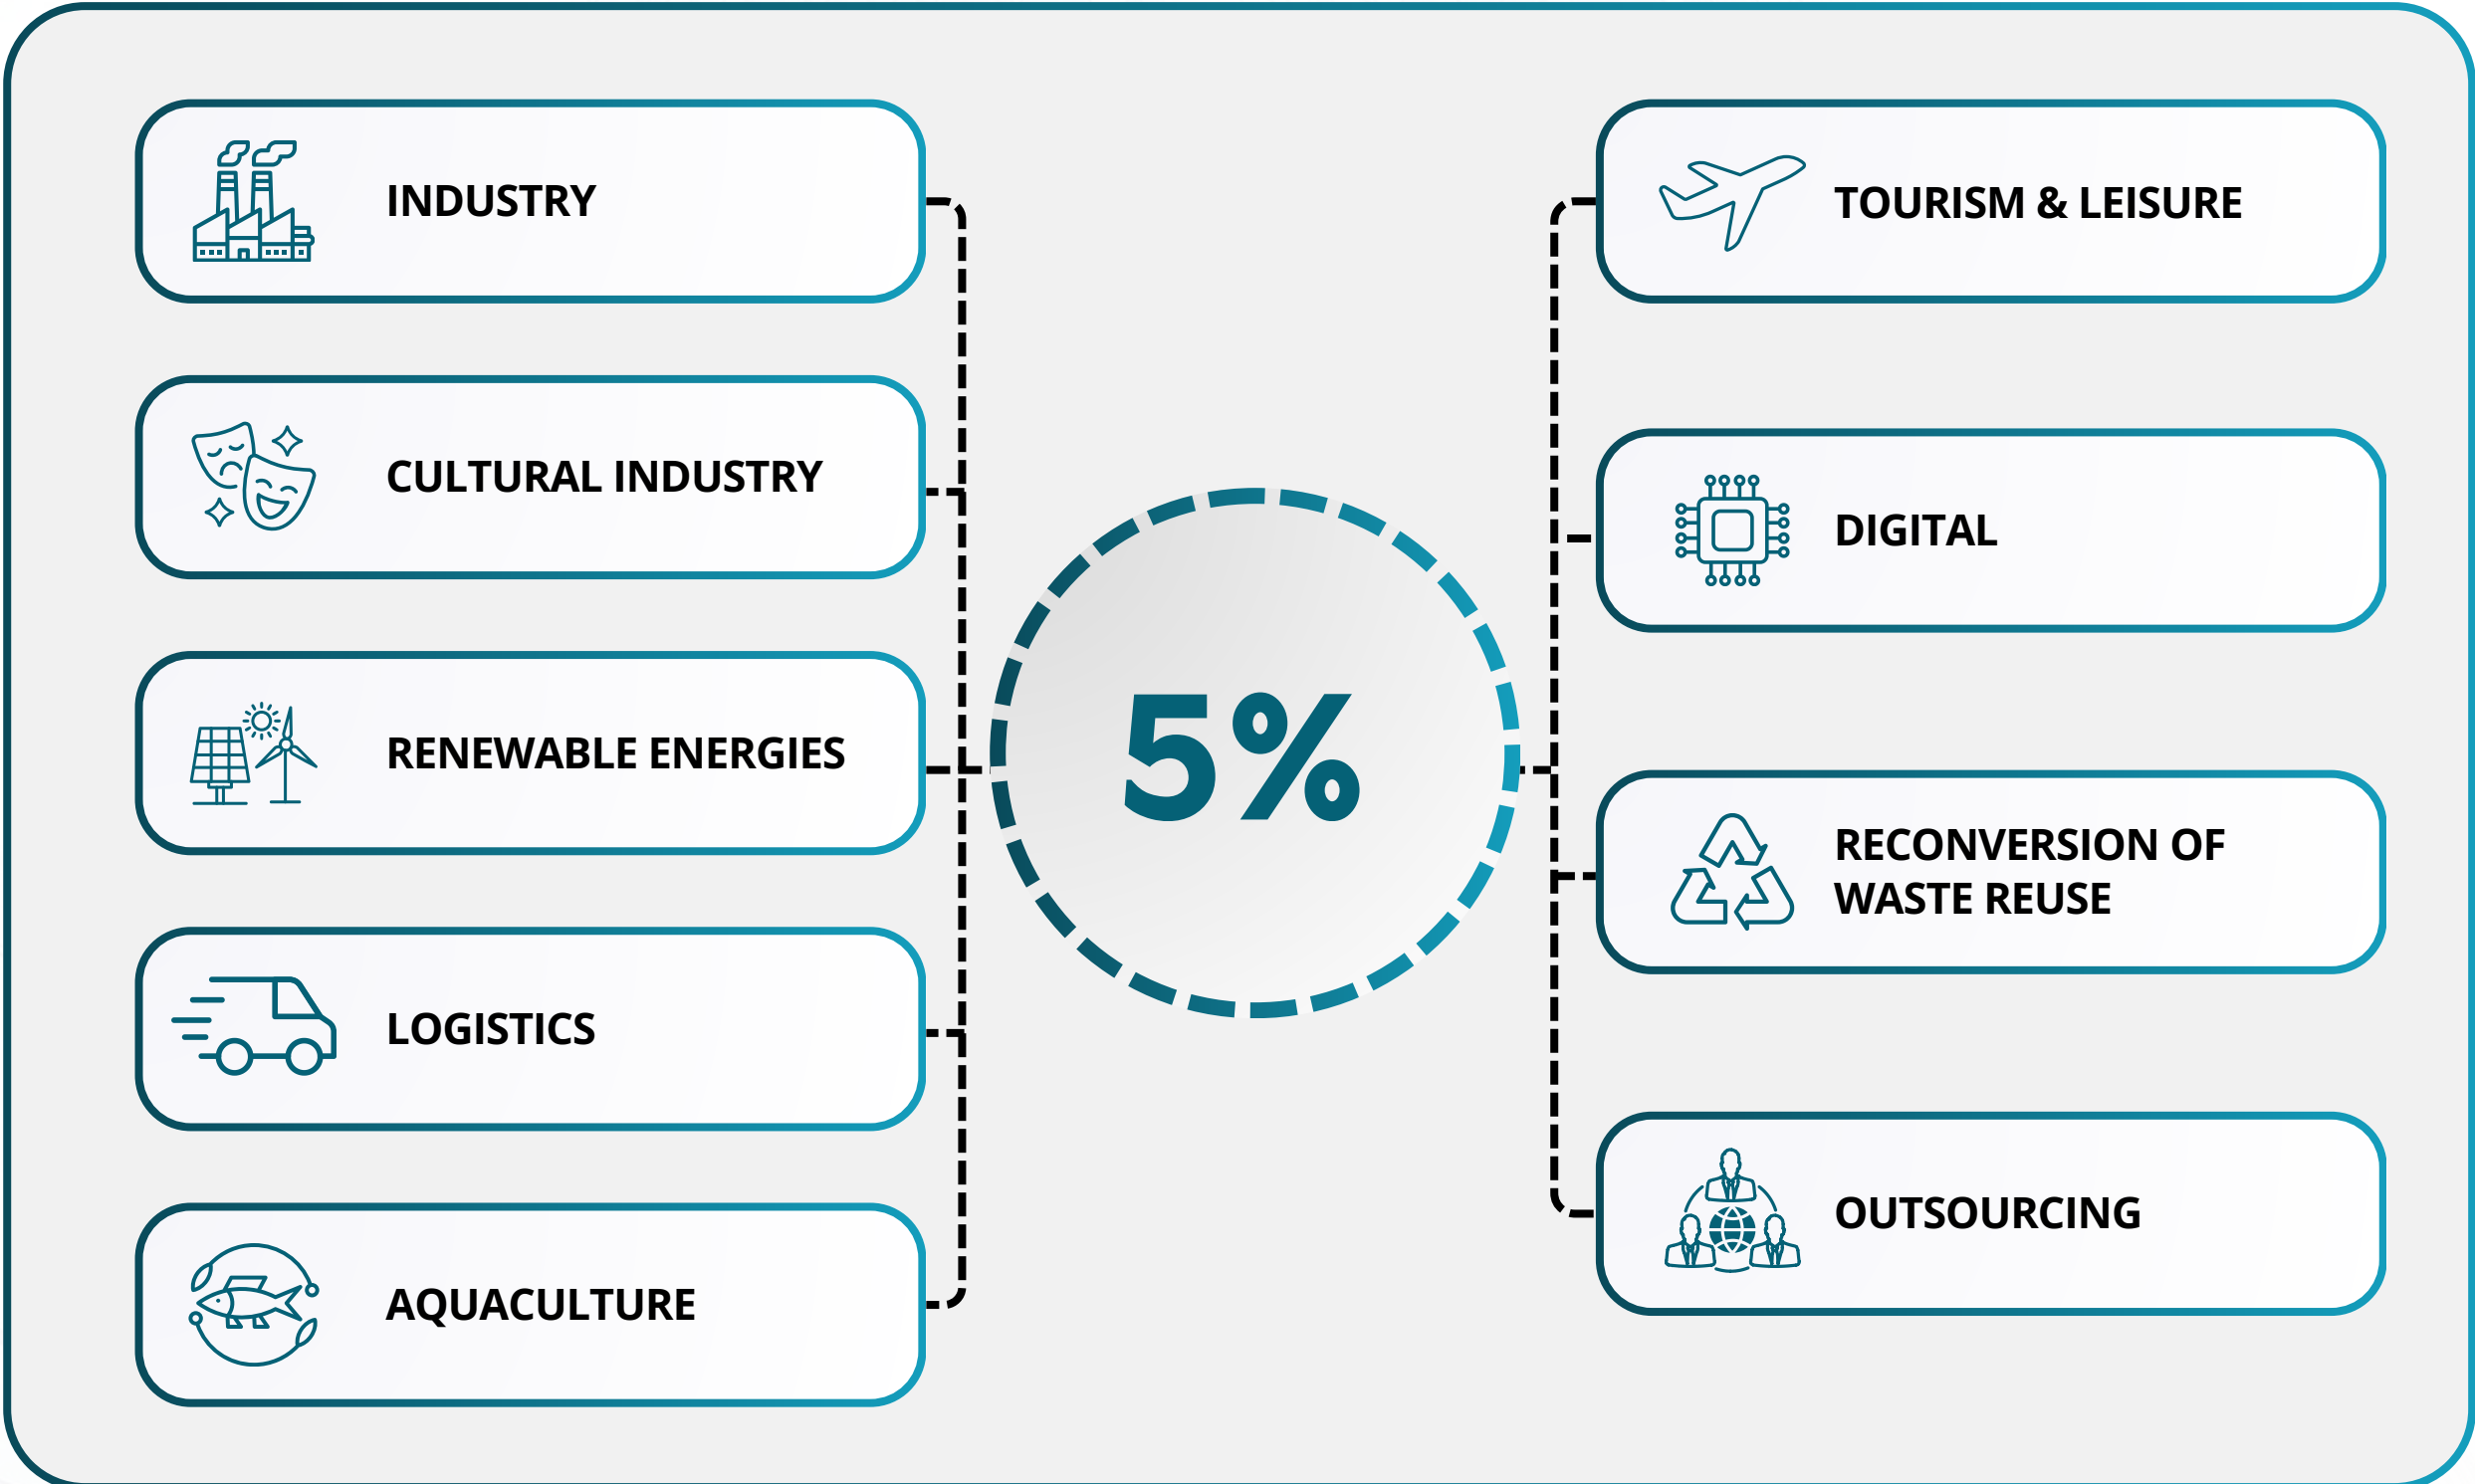 INDUSTRY
CULTURAL INDUSTRY
RENEWABLE ENERGIES
LOGISTICS
AQUACULTURE
5%
TOURISM & LEISURE
DIGITAL
RECONVERSION OF
WASTE REUSE
OUTSOURCING